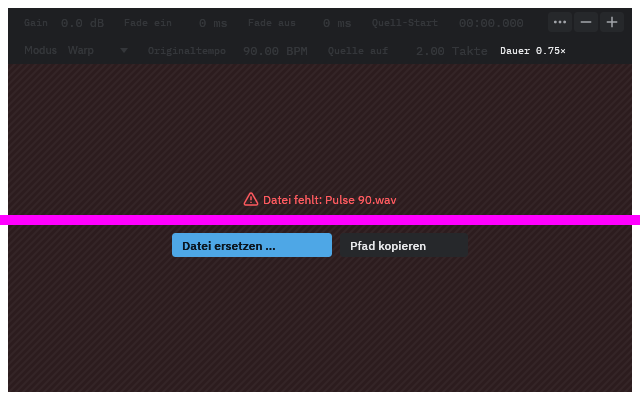 Gain 0.0 dB Fade ein 0 ms Fade aus 0 ms Quell-Start 00:00.000
Modus Warp Originaltempo 90.00 BPM Quelle auf 2.00 Takte Dauer 0.75×
Datei fehlt: Pulse 90.wav
Datei ersetzen … Pfad kopieren